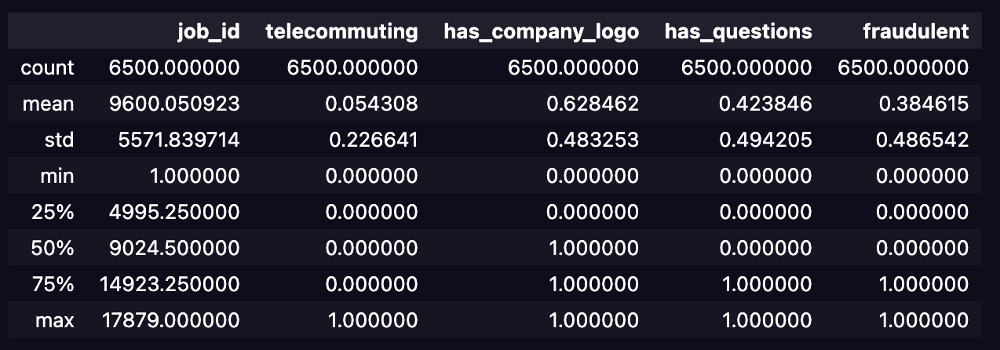 job_id telecommuting has_company_logo has_questions fraudulent
count 6500.000000 6500.000000 6500.000000 6500.000000 6500.000000
mean 9600.050923 0.054308 0.628462 0.423846 0.384615
std 5571.839714 0.226641 0.483253 0.494205 0.486542
min 1.000000 0.000000 0.000000 0.000000 0.000000
25% 4995.250000 0.000000 0.000000 0.000000 0.000000
50% 9024.500000 0.000000 1.000000 0.000000 0.000000
75% 14923.250000 0.000000 1.000000 1.000000 1.000000
max 17879.000000 1.000000 1.000000 1.000000 1.000000